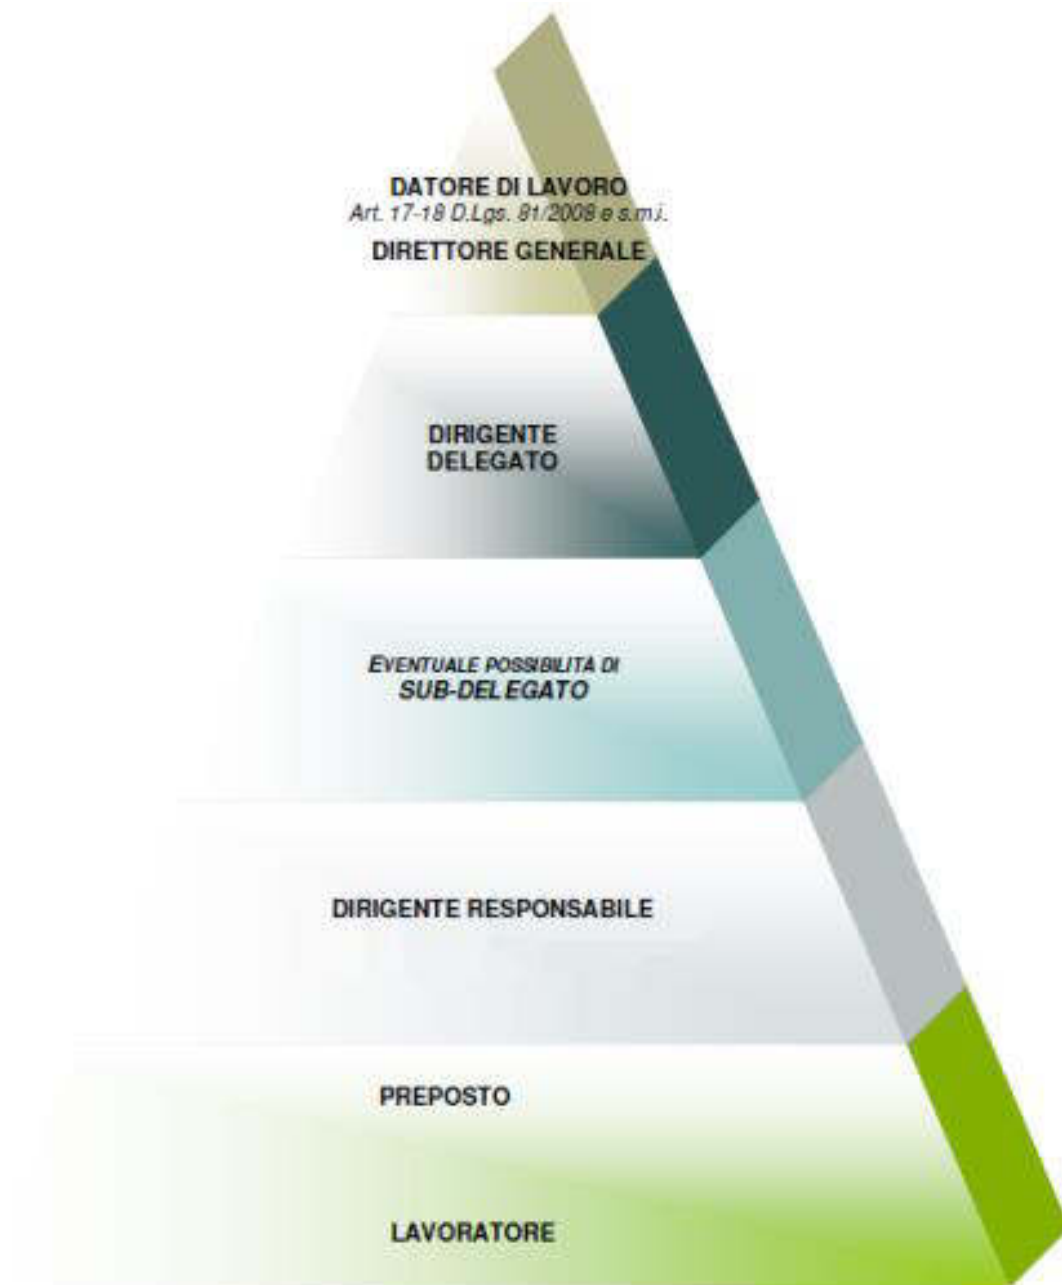 DATORE DI LAVORO
Art. 17-18 D.Lgs. 81/2008 e s.m.i.
DIRETTORE GENERALE
DIRIGENTE
DELEGATO
EVENTUALE POSSIBILITÀ DI
SUB-DELEGATO
DIRIGENTE RESPONSABILE
PREPOSTO
LAVORATORE